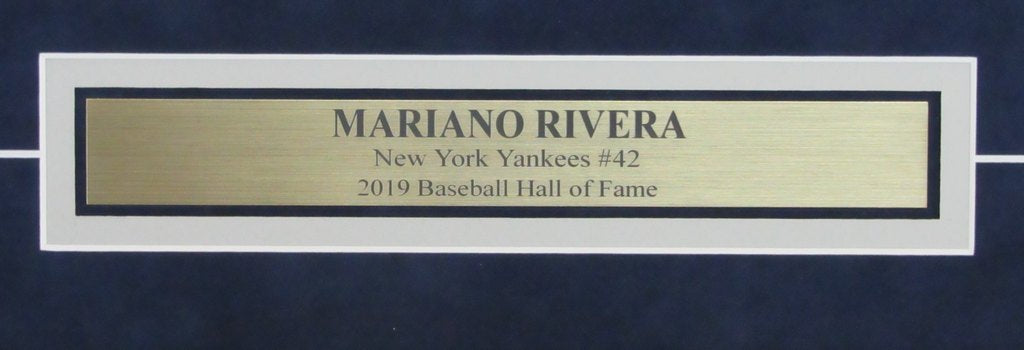 MARIANO RIVERA
New York Yankees #42
2019 Baseball Hall of Fame